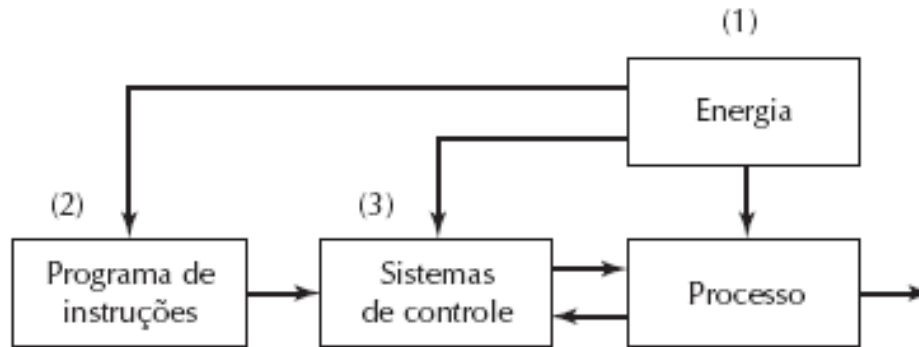 (1)
Energia
(2)
Programa de
instruções
(3)
Sistemas
de controle
Processo